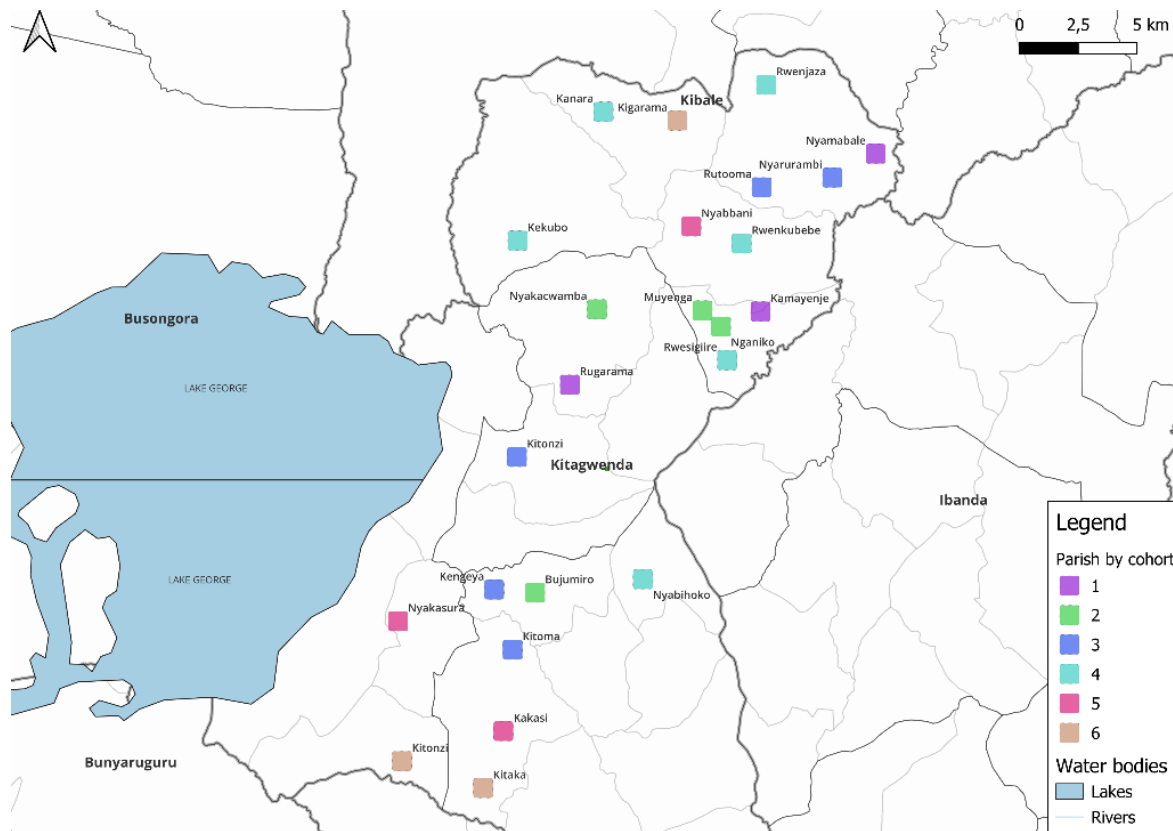 0 2,5 5 km
Rwenjaza
Kanara
Kigarama
Kibale
Nyamabale
Nyarurambi
Rutooma
Nyabbani
Rwenkubebe
Kekubo
Nyakacwamba
Muyenga
Kamayenje
Busongora
Nganiko
Rwesigiire
Rugarama
LAKE GEORGE
Kitonzi
Kitagwenda
Ibanda
LAKE GEORGE
Kengeya
Bujumiro
Nyabihoko
Nyakasura
Kitoma
Kakasi
Kitonzi
Bunyaruguru
Kitaka
Legend
Parish by cohort
1
2
3
4
5
6
Water bodies
Lakes
Rivers